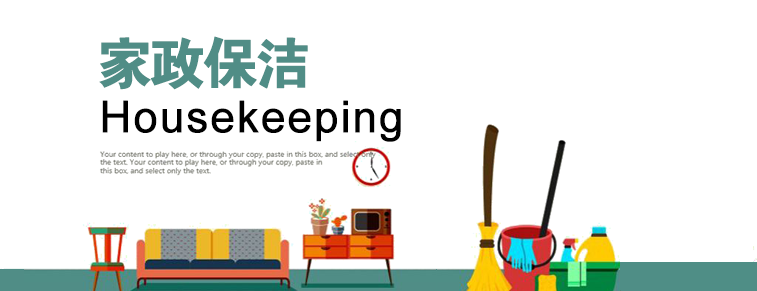 家政保洁
Housekeeping
Your content to play here, or through your copy, paste in this box, and select only
the text. Your content to play here, or through your copy, paste in
this box, and select only the text.